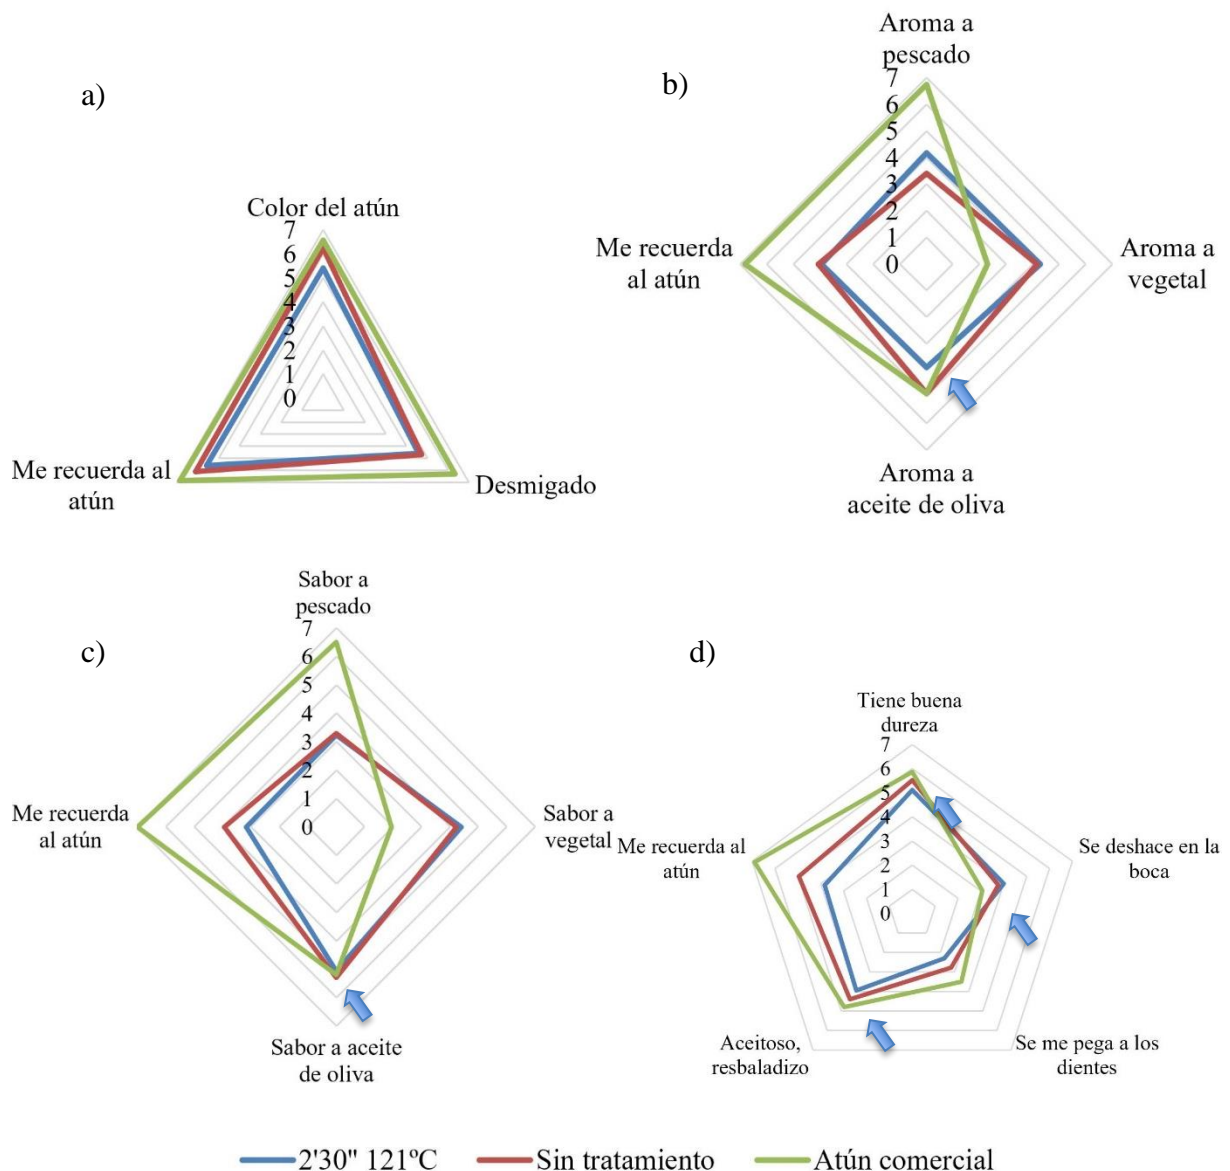 a)
Color del atún
7
6
5
4
3
2
1
0
Me recuerda al
atún
Desmigado
b)
Aroma a
pescado
7
6
5
4
3
2
1
0
Me recuerda
al atún
Aroma a
vegetal
Aroma a
aceite de oliva
c)
Sabor a
pescado
7
6
5
4
3
2
1
0
Me recuerda
al atún
Sabor a
vegetal
Sabor a aceite
de oliva
d)
Tiene buena
dureza
7
6
5
4
3
2
1
0
Me recuerda al
atún
Se deshace en la
boca
Aceitoso,
resbaladizo
Se me pega a los
dientes
2'30" 121ºC
Sin tratamiento
Atún comercial